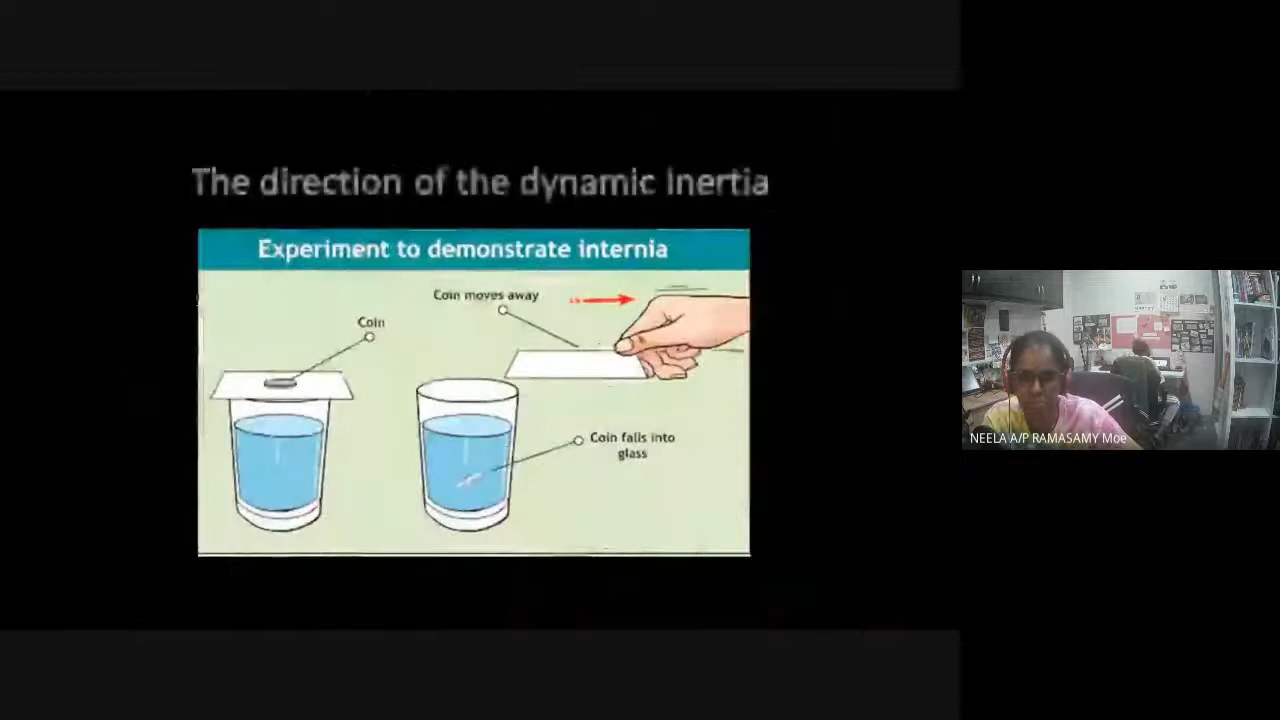 The direction of the dynamic inertia
Experiment to demonstrate internia
Coin moves away
Coin
Coin falls into
glass
NEELA A/P RAMASAMY Moe